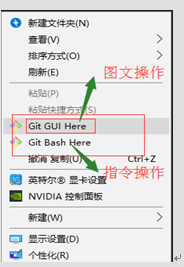 新建文件夹(N)
查看(V)
排序方式(O)
刷新(E)
图文操作
粘贴(P)
粘贴快捷方式(S)
Git GUI Here
Git Bash Here
撤消 复制(U) Ctrl+Z
指令操作
英特尔® 显卡设置
NVIDIA 控制面板
新建(W)
显示设置(D)
个性化(R)